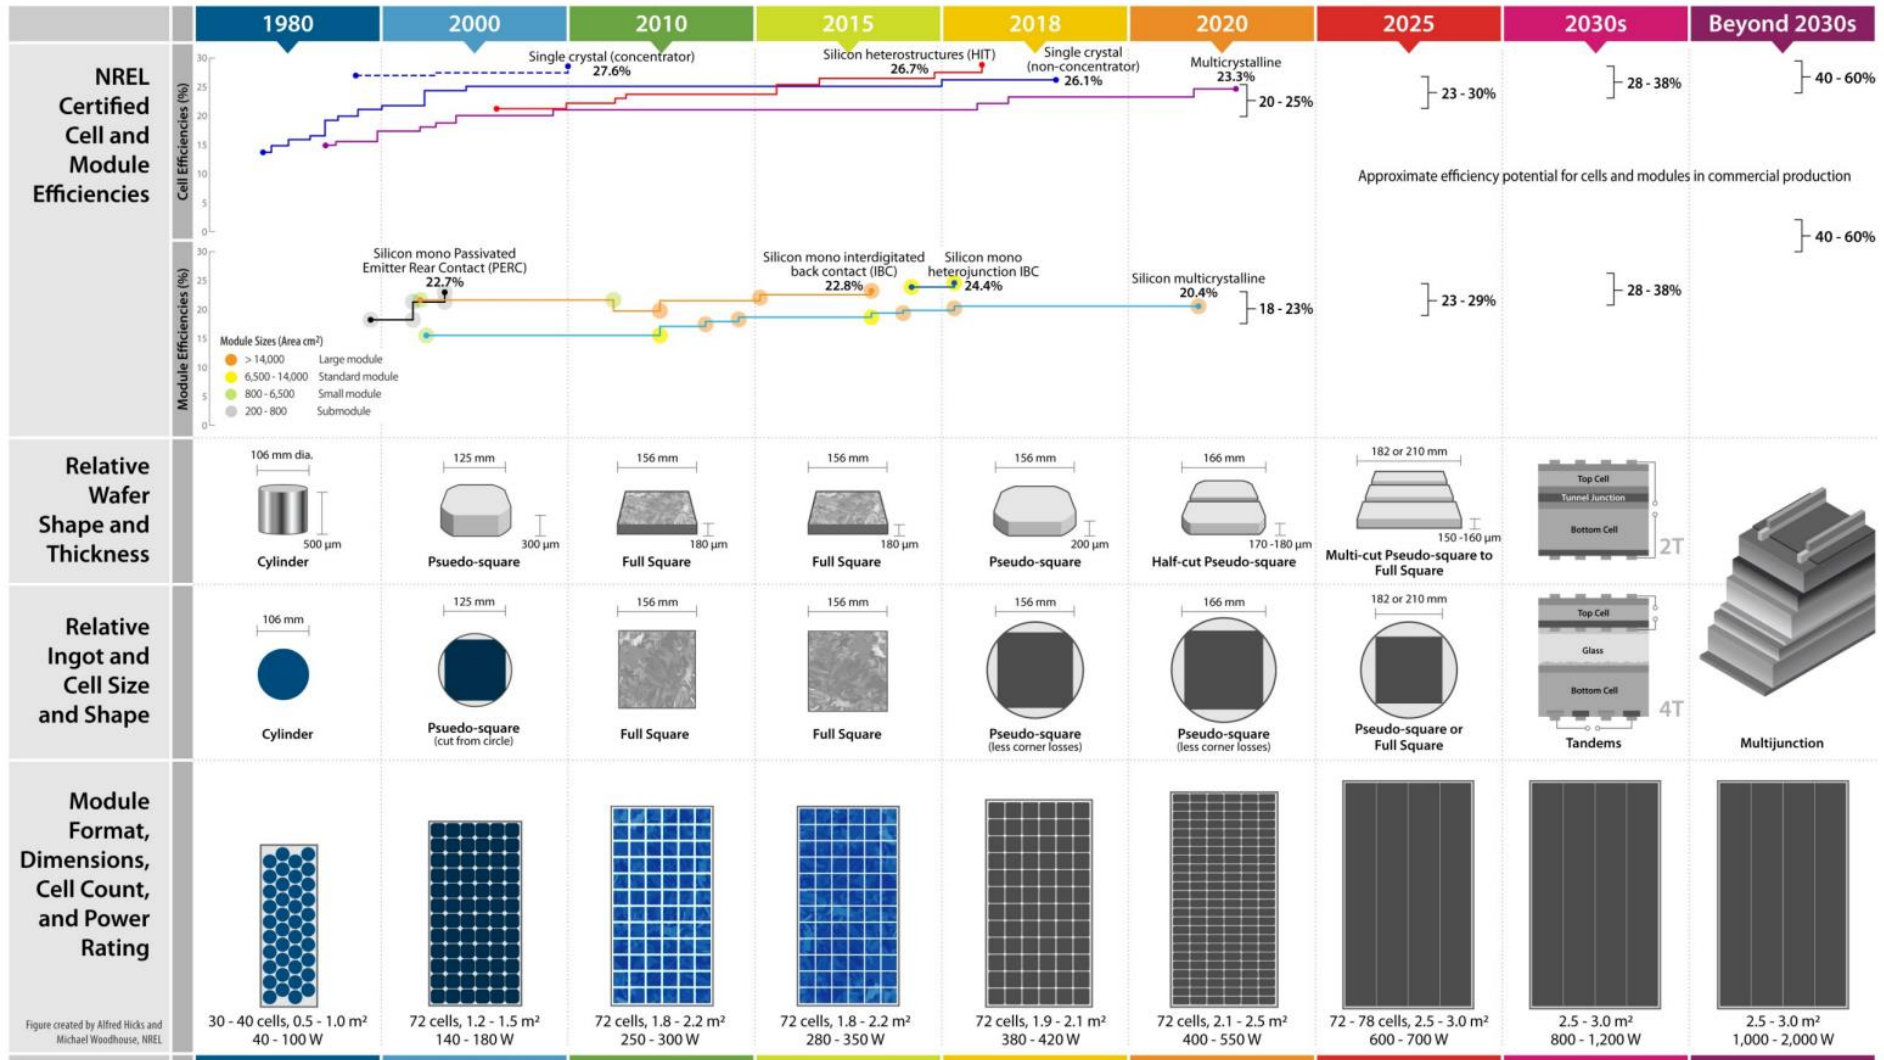 1980
2000
2010
2015
2018
2020
2025
2030s
Beyond 2030s
NREL
Certified
Cell and
Module
Efficiencies
Cell Efficiencies (%)
30
25
20
15
10
5
0
Single crystal (concentrator)
27.6%
Silicon heterostructures (HIT)
26.7%
Single crystal
(non-concentrator)
26.1%
Multicrystalline
23.3%
20 - 25%
23 - 30%
28 - 38%
40 - 60%
Approximate efficiency potential for cells and modules in commercial production
Module Efficiencies (%)
30
25
20
15
10
5
0
Silicon mono Passivated
Emitter Rear Contact (PERC)
22.7%
Silicon mono interdigitated
back contact (IBC)
22.8%
Silicon mono
heterojunction IBC
24.4%
Silicon multicrystalline
20.4%
18 - 23%
23 - 29%
28 - 38%
40 - 60%
Module Sizes (Area cm²)
> 14,000 Large module
6,500 - 14,000 Standard module
800 - 6,500 Small module
200 - 800 Submodule
Relative
Wafer
Shape and
Thickness
106 mm dia.
500 µm
Cylinder
125 mm
300 µm
Psuedo-square
156 mm
180 µm
Full Square
156 mm
180 µm
Full Square
156 mm
200 µm
Pseudo-square
166 mm
170 -180 µm
Half-cut Pseudo-square
182 or 210 mm
150 -160 µm
Multi-cut Pseudo-square to
Full Square
Top Cell
Tunnel Junction
Bottom Cell
2T
Relative
Ingot and
Cell Size
and Shape
106 mm
Cylinder
125 mm
Psuedo-square
(cut from circle)
156 mm
Full Square
156 mm
Full Square
156 mm
Pseudo-square
(less corner losses)
166 mm
Pseudo-square
(less corner losses)
182 or 210 mm
Pseudo-square or
Full Square
Top Cell
Glass
Bottom Cell
4T
Tandems
Multijunction
Module
Format,
Dimensions,
Cell Count,
and Power
Rating
30 - 40 cells, 0.5 - 1.0 m²
40 - 100 W
72 cells, 1.2 - 1.5 m²
140 - 180 W
72 cells, 1.8 - 2.2 m²
250 - 300 W
72 cells, 1.8 - 2.2 m²
280 - 350 W
72 cells, 1.9 - 2.1 m²
380 - 420 W
72 cells, 2.1 - 2.5 m²
400 - 550 W
72 - 78 cells, 2.5 - 3.0 m²
600 - 700 W
2.5 - 3.0 m²
800 - 1,200 W
2.5 - 3.0 m²
1,000 - 2,000 W
Figure created by Alfred Hicks and
Michael Woodhouse, NREL